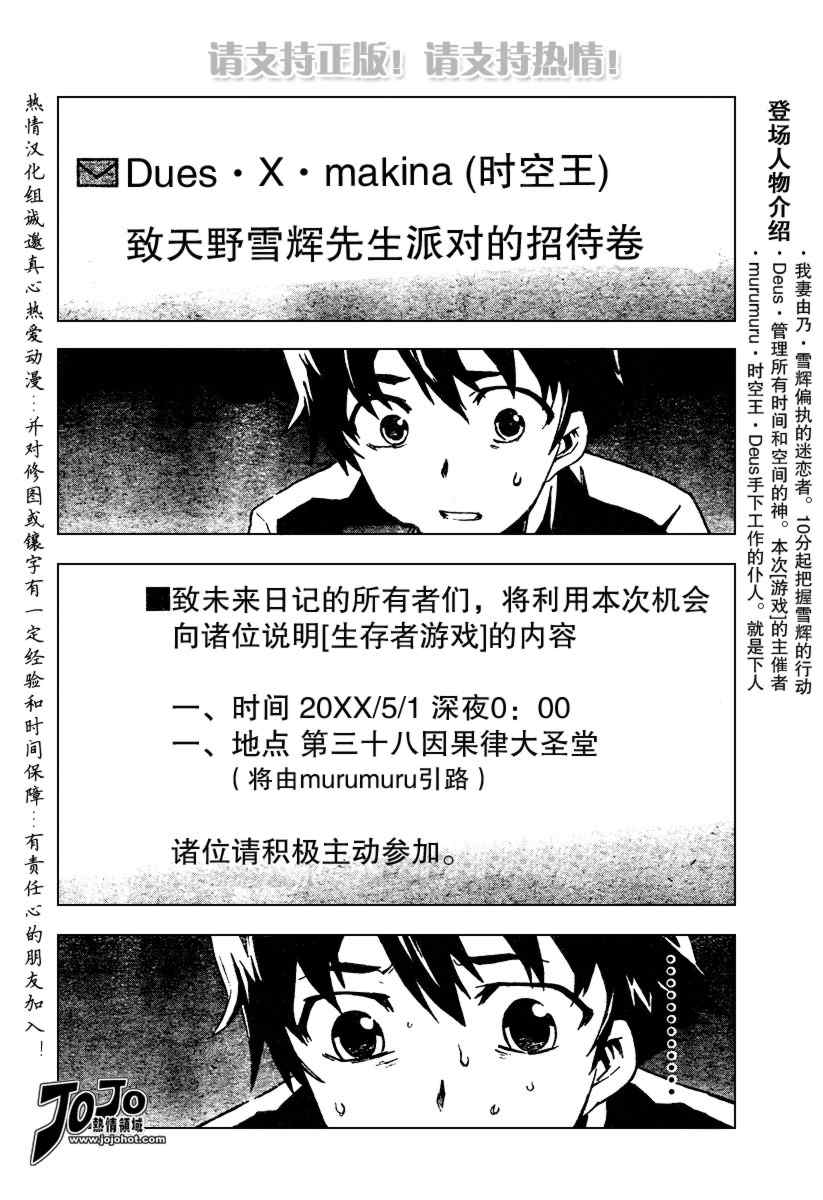 请支持正版！请支持热情！
登场人物介绍
・我妻由乃・雪辉偏执的迷恋者。10分起把握雪辉的行动
・Deus・管理所有时间和空间的神。本次[游戏]的主催者
・murumuru・时空王・Deus手下工作的仆人。就是下人
Dues・X・makina (时空王)
致天野雪辉先生派对的招待卷
■致未来日记的所有者们，将利用本次机会
向诸位说明[生存者游戏]的内容
一、时间 20XX/5/1 深夜0：00
一、地点 第三十八因果律大圣堂
（将由murumuru引路）
诸位请积极主动参加。
。。。。。。。。。。。
热情汉化组诚邀真心热爱动漫…并对修图或镶字有一定经验和时间保障…有责任心的朋友加入！
JOJO
熱情領域
www.jojohot.com